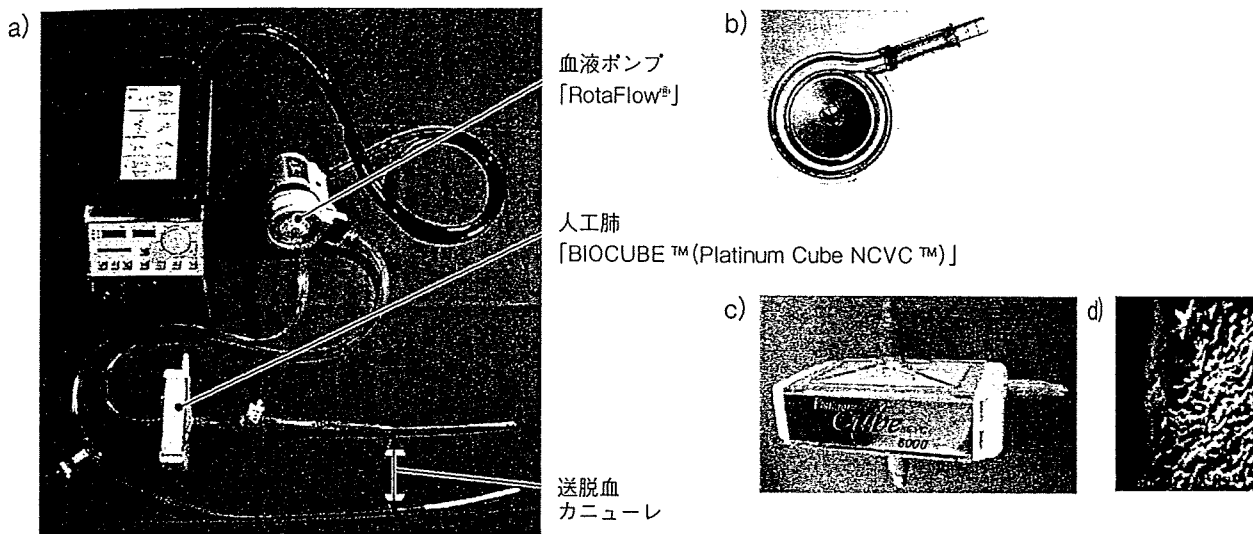 a)
血液ポンプ
「RotaFlow®」
人工肺
「BIOCUBE™(Platinum Cube NCVC™)」
送脱血
カニューレ
b)
c)
Cube
6000
d)